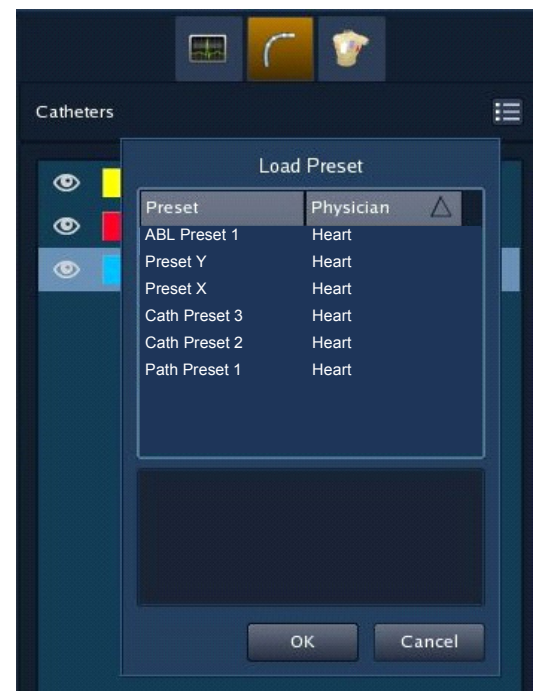 Catheters
Load Preset
Preset Physician
ABL Preset 1 Heart
Preset Y Heart
Preset X Heart
Cath Preset 3 Heart
Cath Preset 2 Heart
Path Preset 1 Heart
OK Cancel